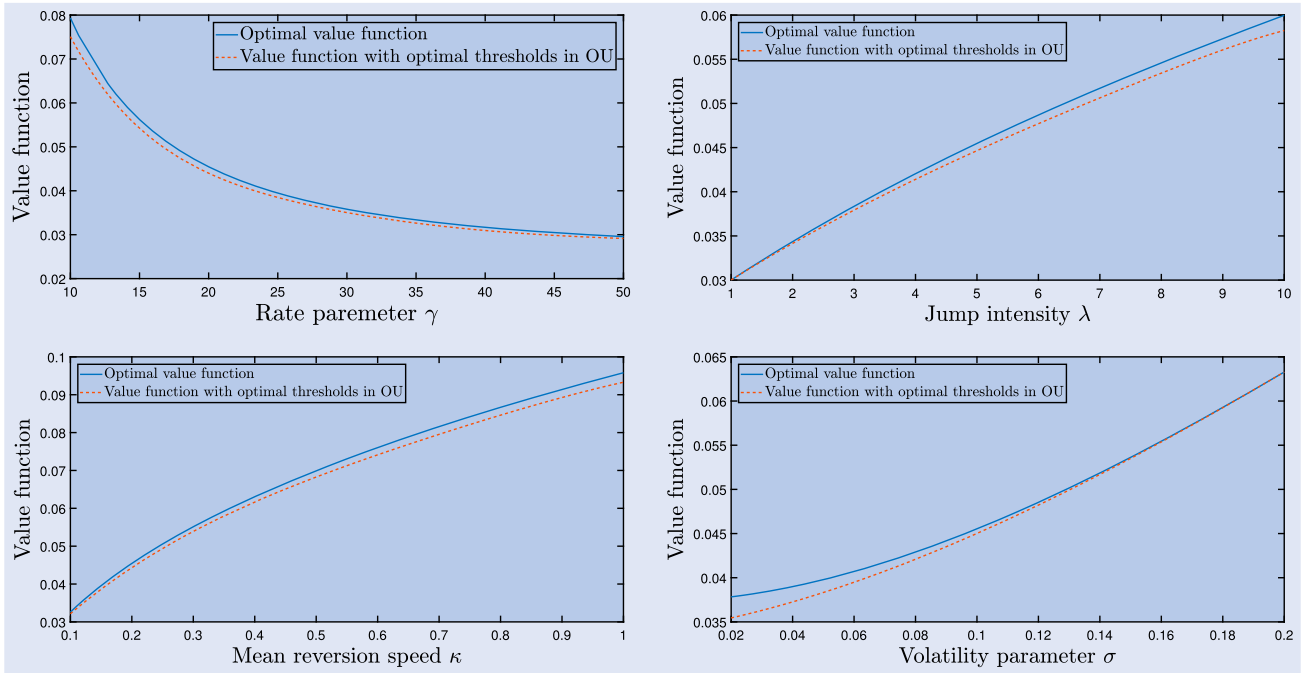 0.08
0.07
0.06
0.05
0.04
0.03
0.02
Value function
Optimal value function
Value function with optimal thresholds in OU
10 15 20 25 30 35 40 45 50
Rate paremeter γ
0.06
0.055
0.05
0.045
0.04
0.035
0.03
Value function
Optimal value function
Value function with optimal thresholds in OU
1 2 3 4 5 6 7 8 9 10
Jump intensity λ
0.1
0.09
0.08
0.07
0.06
0.05
0.04
0.03
Value function
Optimal value function
Value function with optimal thresholds in OU
0.1 0.2 0.3 0.4 0.5 0.6 0.7 0.8 0.9 1
Mean reversion speed κ
0.065
0.06
0.055
0.05
0.045
0.04
0.035
Value function
Optimal value function
Value function with optimal thresholds in OU
0.02 0.04 0.06 0.08 0.1 0.12 0.14 0.16 0.18 0.2
Volatility parameter σ